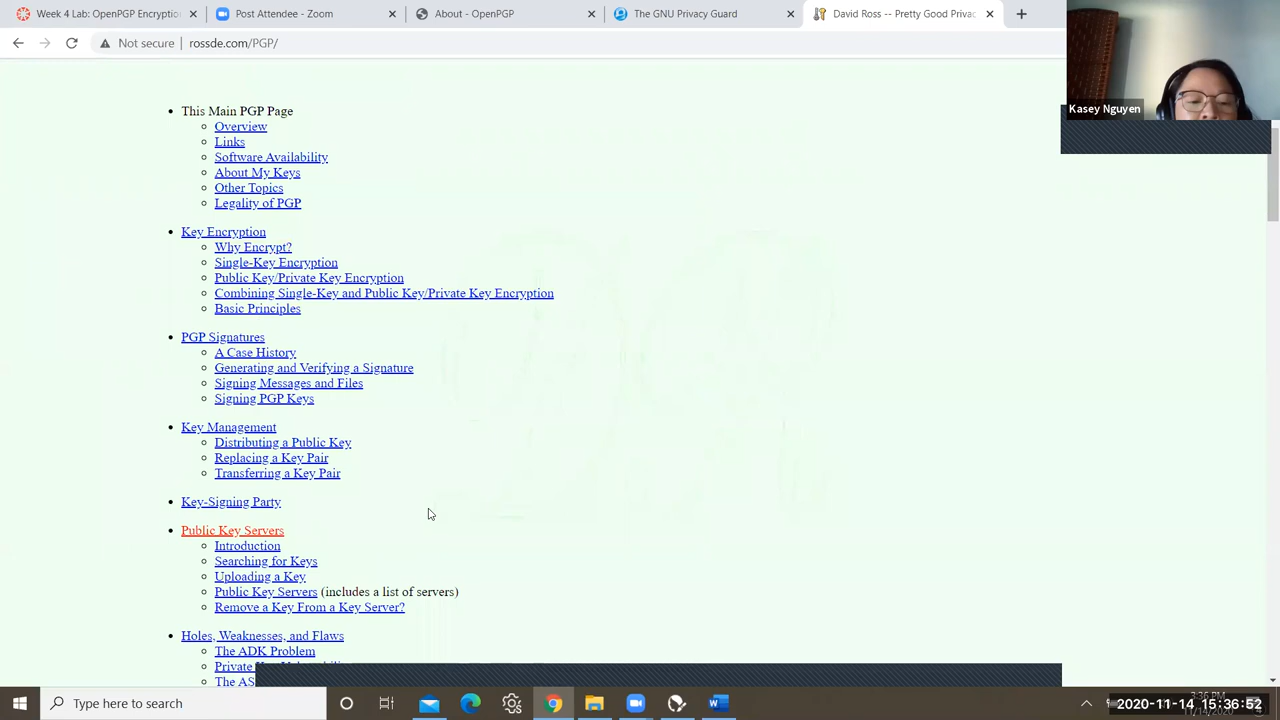 Week 4 Lab: OpenPGP Encryptio
Post Attendee - Zoom
About - OpenPGP
The GNU Privacy Guard
David Ross -- Pretty Good Privac
Not secure
rossde.com/PGP/
Kasey Nguyen
This Main PGP Page
Overview
Links
Software Availability
About My Keys
Other Topics
Legality of PGP
Key Encryption
Why Encrypt?
Single-Key Encryption
Public Key/Private Key Encryption
Combining Single-Key and Public Key/Private Key Encryption
Basic Principles
PGP Signatures
A Case History
Generating and Verifying a Signature
Signing Messages and Files
Signing PGP Keys
Key Management
Distributing a Public Key
Replacing a Key Pair
Transferring a Key Pair
Key-Signing Party
Public Key Servers
Introduction
Searching for Keys
Uploading a Key
Public Key Servers (includes a list of servers)
Remove a Key From a Key Server?
Holes, Weaknesses, and Flaws
The ADK Problem
Private
The AS
Type here to search
3:36 PM
2020-11-14 15:36:52